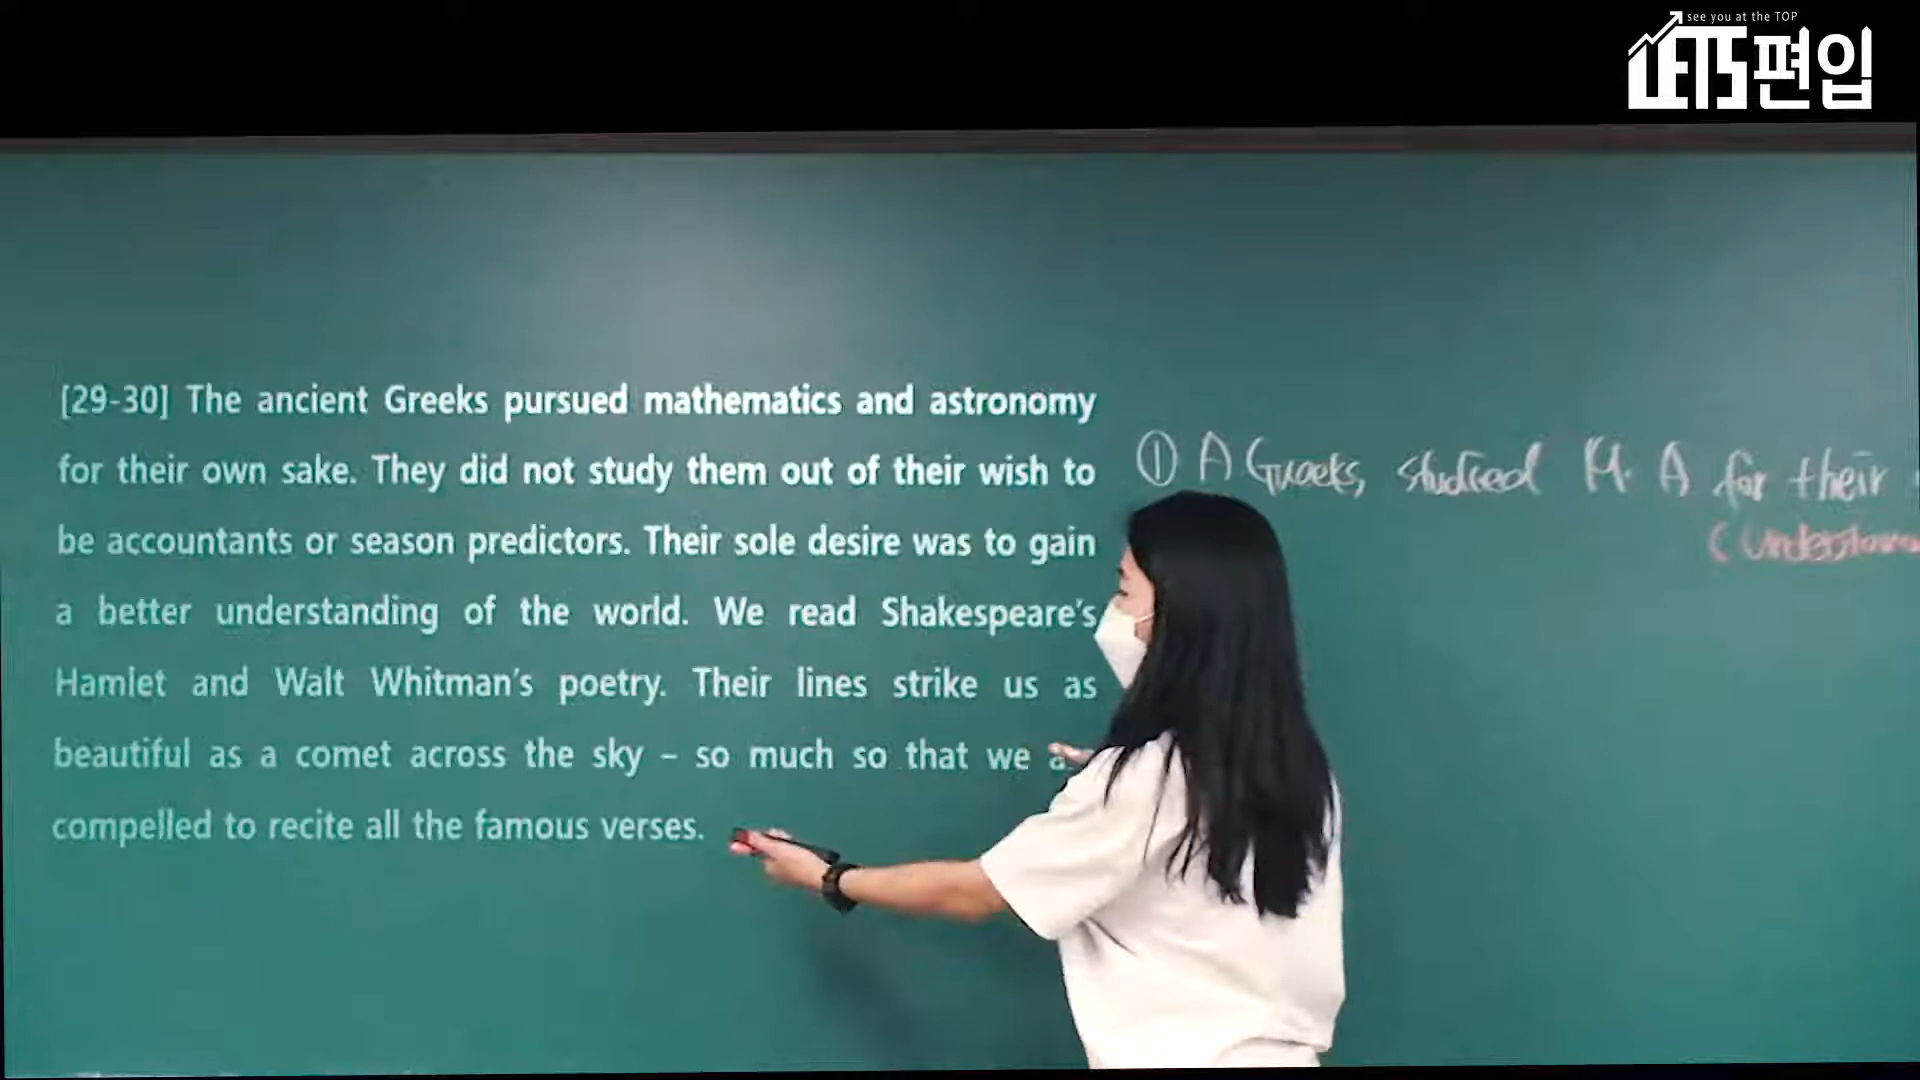 see you at the TOP
LETS편입
[29-30] The ancient Greeks pursued mathematics and astronomy
for their own sake. They did not study them out of their wish to
be accountants or season predictors. Their sole desire was to gain
a better understanding of the world. We read Shakespeare's
Hamlet and Walt Whitman's poetry. Their lines strike us as
beautiful as a comet across the sky – so much so that we
compelled to recite all the famous verses.
① A Greeks, studied M. A for their